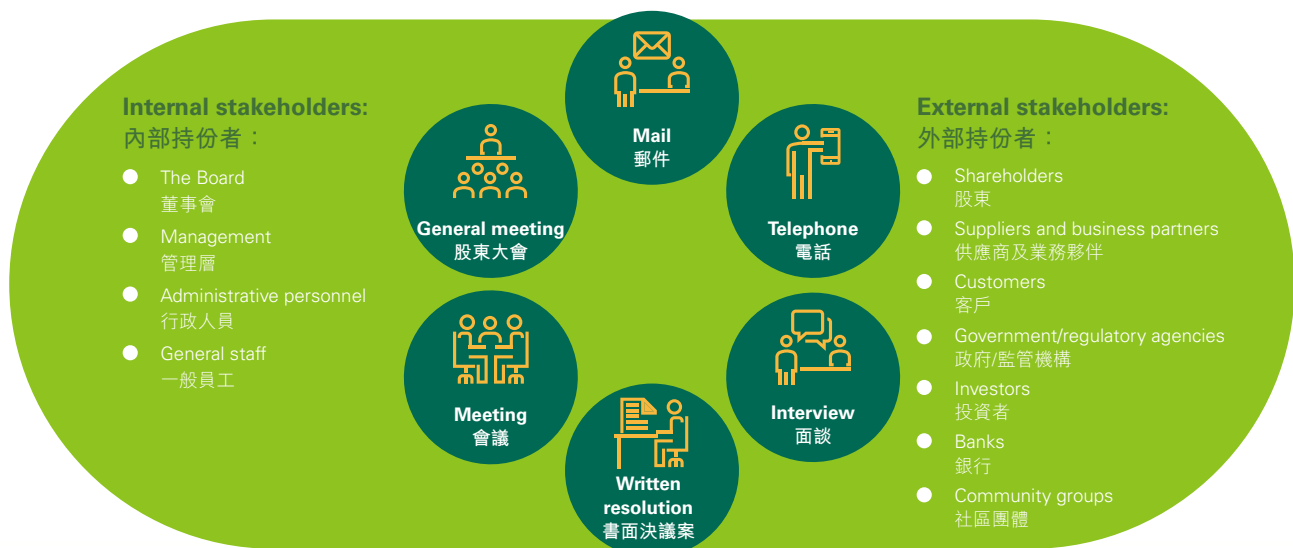 Internal stakeholders:
內部持份者：
The Board
董事會
Management
管理層
Administrative personnel
行政人員
General staff
一般員工
Mail
郵件
General meeting
股東大會
Telephone
電話
Meeting
會議
Interview
面談
Written
resolution
書面決議案
External stakeholders:
外部持份者：
Shareholders
股東
Suppliers and business partners
供應商及業務夥伴
Customers
客戶
Government/regulatory agencies
政府/監管機構
Investors
投資者
Banks
銀行
Community groups
社區團體